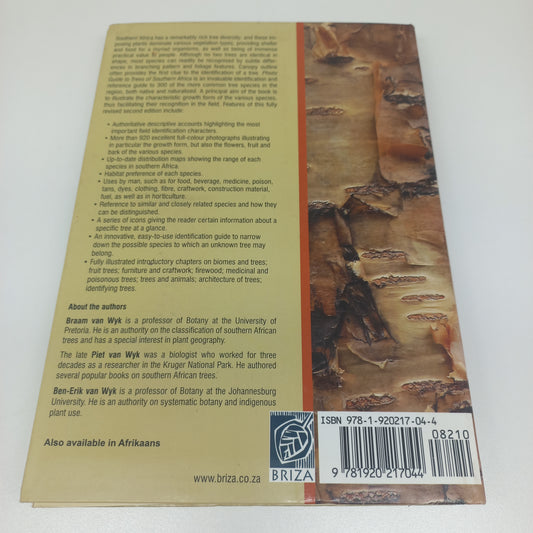 Southern Africa has a remarkably rich tree diversity, and these im-
posing plants dominate various vegetation types, providing shelter
and food for a myriad organisms, as well as being of immense
practical value to people. Although no two trees are identical in
shape, most species can readily be recognised by subtle differ-
ences in branching pattern and foliage features. Canopy outline
often provides the first clue to the identification of a tree. Photo
Guide to Trees of Southern Africa is an invaluable identification and
reference guide to 300 of the more common tree species in the
region, both native and naturalised. A principal aim of the book is
to illustrate the characteristic growth form of the various species,
thus facilitating their recognition in the field. Features of this fully
revised second edition include:
• Authoritative descriptive accounts highlighting the most
important field identification characters.
• More than 920 excellent full-colour photographs illustrating
in particular the growth form, but also the flowers, fruit and
bark of the various species.
• Up-to-date distribution maps showing the range of each
species in southern Africa.
• Habitat preference of each species.
• Uses by man, such as for food, beverage, medicine, poison,
tans, dyes, clothing, fibre, craftwork, construction material,
fuel, as well as in horticulture.
• Reference to similar and closely related species and how they
can be distinguished.
• A series of icons giving the reader certain information about a
specific tree at a glance.
• An innovative, easy-to-use identification guide to narrow
down the possible species to which an unknown tree may
belong.
• Fully illustrated introductory chapters on biomes and trees;
fruit trees; furniture and craftwork; firewood; medicinal and
poisonous trees; trees and animals; architecture of trees;
identifying trees.
About the authors
Braam van Wyk is a professor of Botany at the University of
Pretoria. He is an authority on the classification of southern African
trees and has a special interest in plant geography.
The late Piet van Wyk was a biologist who worked for three
decades as a researcher in the Kruger National Park. He authored
several popular books on southern African trees.
Ben-Erik van Wyk is a professor of Botany at the Johannesburg
University. He is an authority on systematic botany and indigenous
plant use.
Also available in Afrikaans
www.briza.co.za
BRIZA
ISBN 978-1-920217-04-4
08210
9 781920 217044